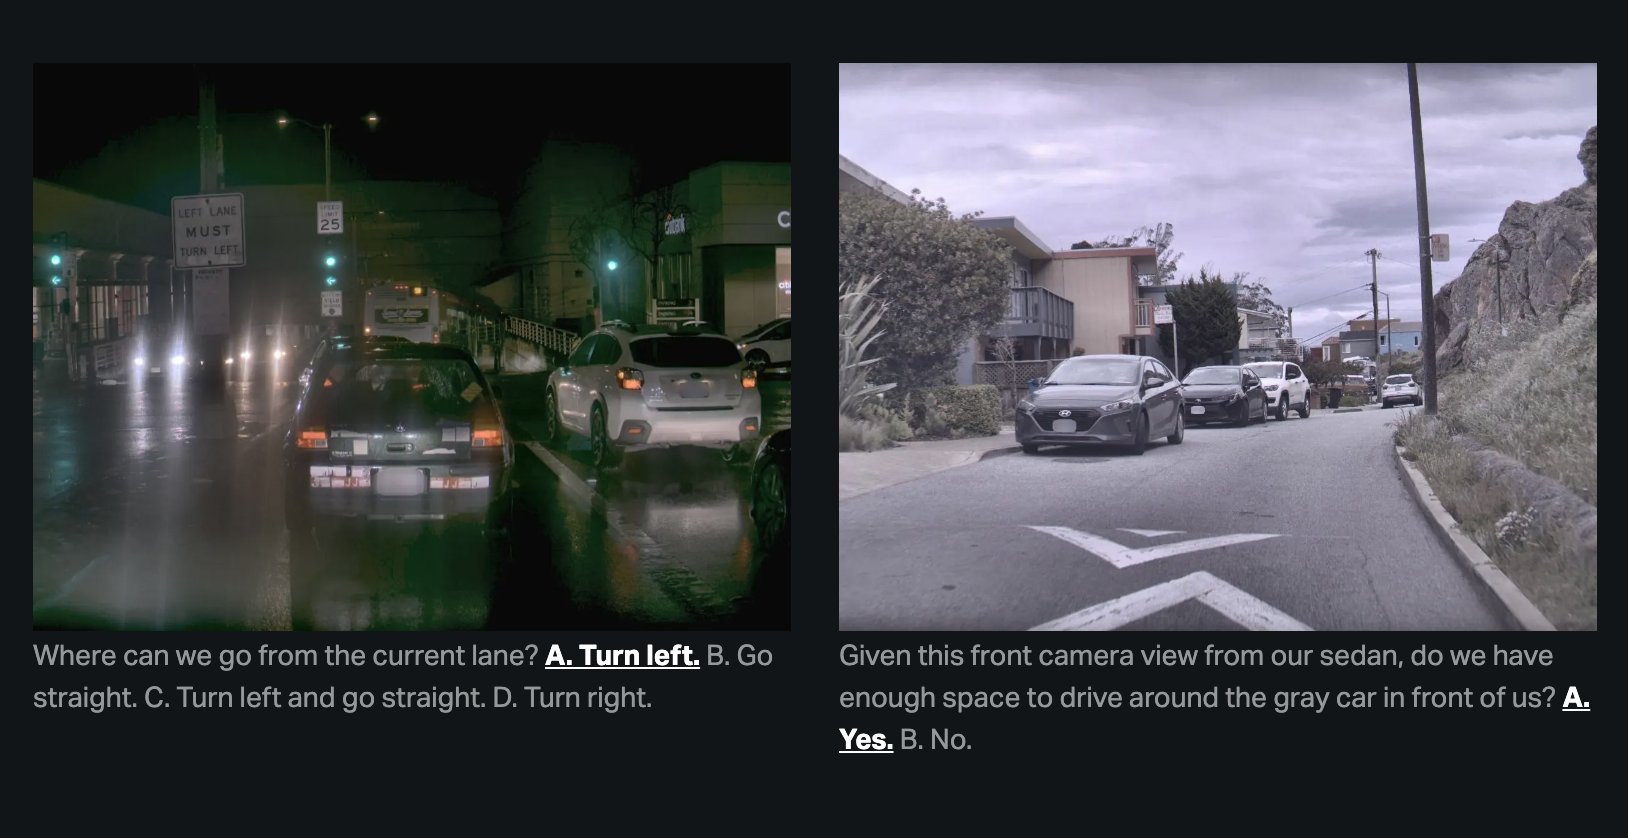 LEFT LANE
MUST
TURN LEFT
SPEED
LIMIT
25
Where can we go from the current lane? A. Turn left. B. Go
straight. C. Turn left and go straight. D. Turn right.
Given this front camera view from our sedan, do we have
enough space to drive around the gray car in front of us? A.
Yes. B. No.